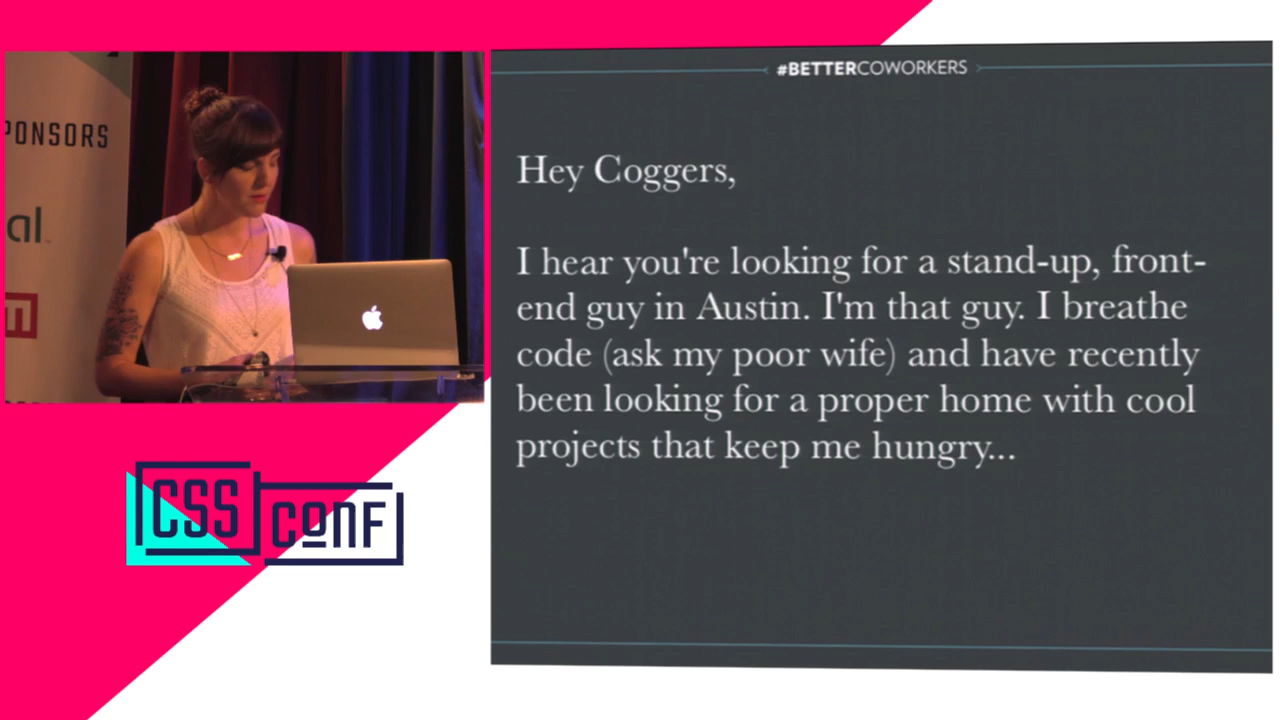 PONSORS
al
#BETTERCOWORKERS
Hey Coggers,
I hear you're looking for a stand-up, front-
end guy in Austin. I'm that guy. I breathe
code (ask my poor wife) and have recently
been looking for a proper home with cool
projects that keep me hungry...
CSS
CONF